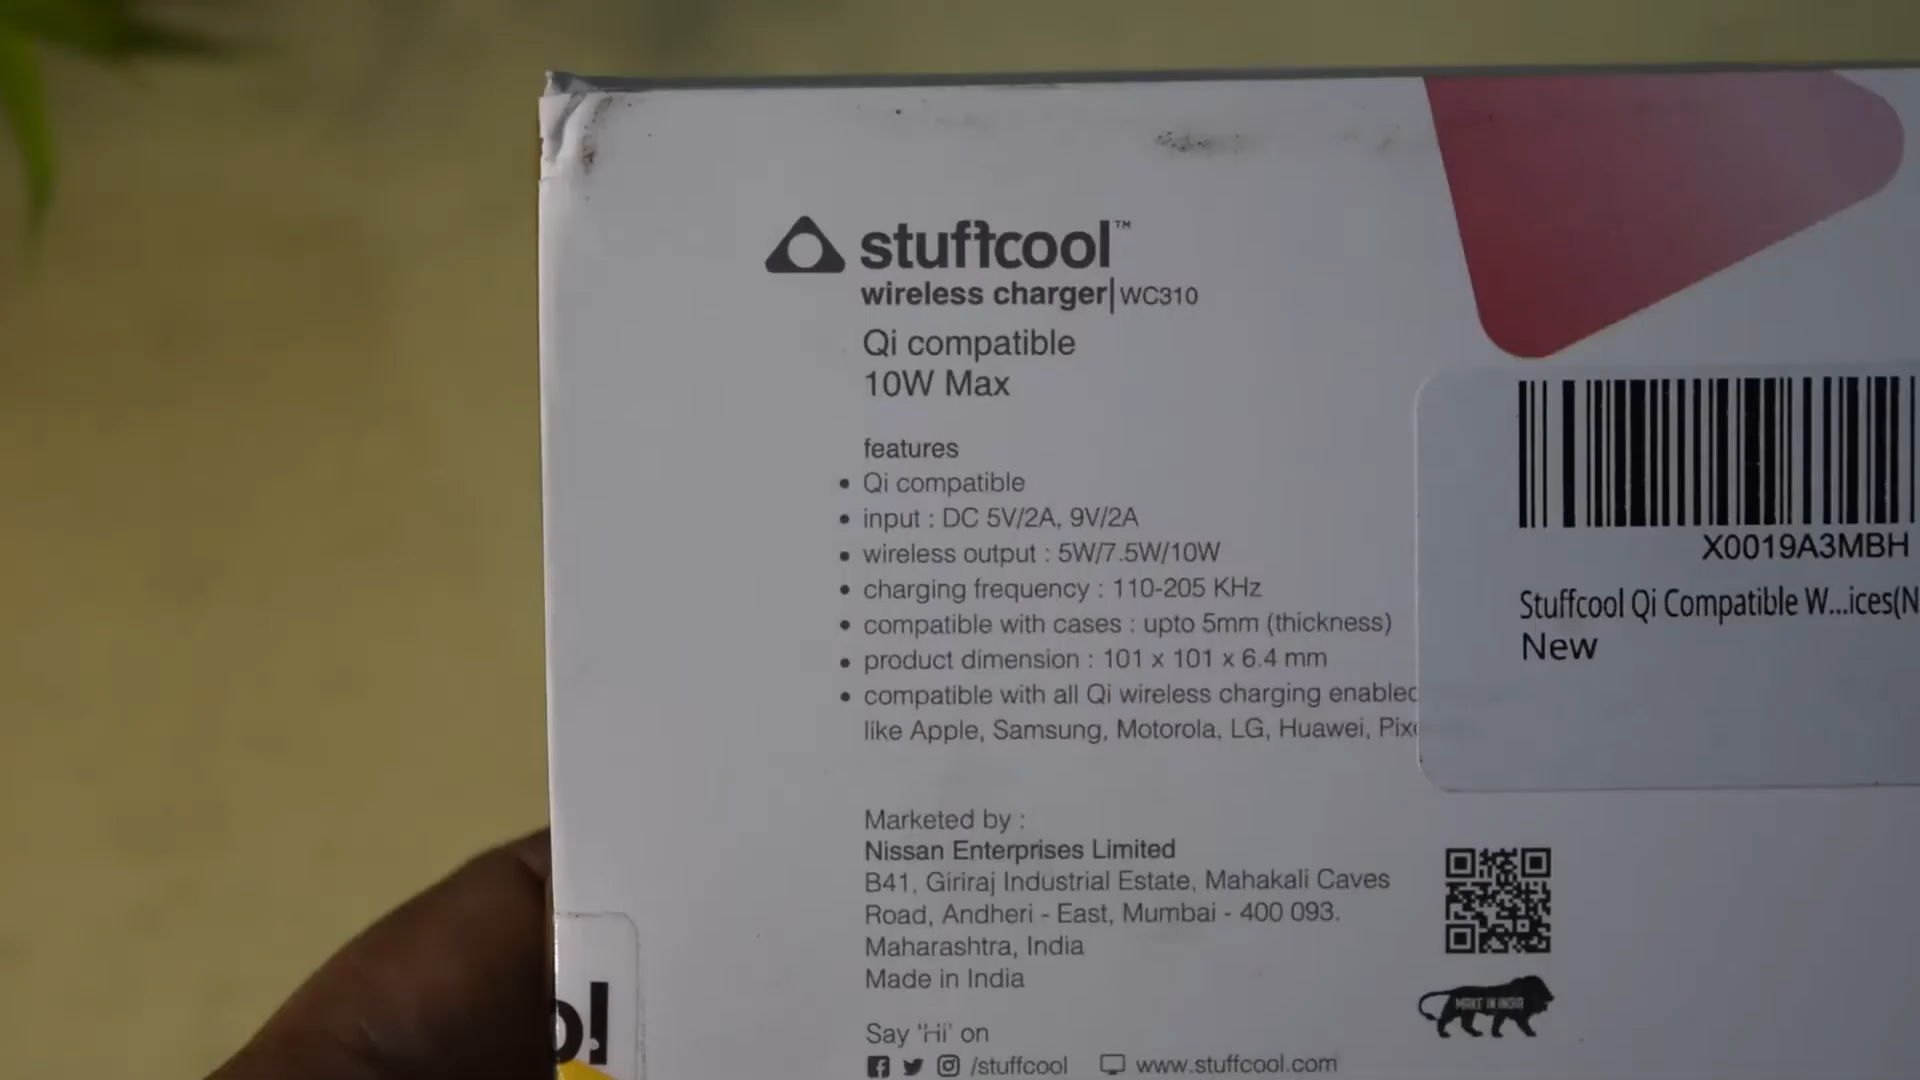 stuffcool™
wireless charger|WC310
Qi compatible
10W Max
features
• Qi compatible
• input : DC 5V/2A, 9V/2A
• wireless output : 5W/7.5W/10W
• charging frequency : 110-205 KHz
• compatible with cases : upto 5mm (thickness)
• product dimension : 101 x 101 x 6.4 mm
• compatible with all Qi wireless charging enabled
like Apple, Samsung, Motorola, LG, Huawei,
X0019A3MBH
Stuffcool Qi Compatible W...ices(N
New
Marketed by :
Nissan Enterprises Limited
B41, Giriraj Industrial Estate, Mahakali Caves
Road, Andheri - East, Mumbai - 400 093.
Maharashtra, India
Made in India
MAKE IN INDIA
Say 'Hi' on
/stuffcool www.stuffcool.com
ol